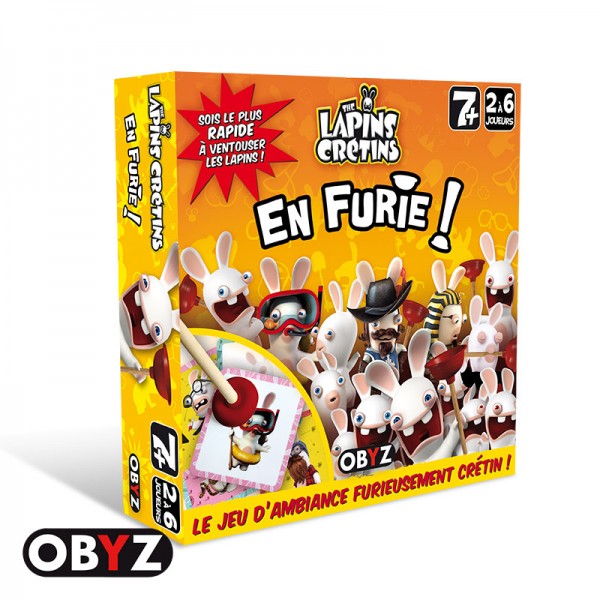 SOIS LE PLUS
RAPIDE
À VENTOUSER
LES LAPINS !
THE
LAPINS
CRÉTINS
EN FURIE !
7+
2 À 6
JOUEURS
OBYZ
LE JEU D'AMBIANCE FURIEUSEMENT CRÉTIN !
THE
LAPINS CRÉTINS
EN FURIE !
OBYZ
7+
2 À 6
JOUEURS
OBYZ